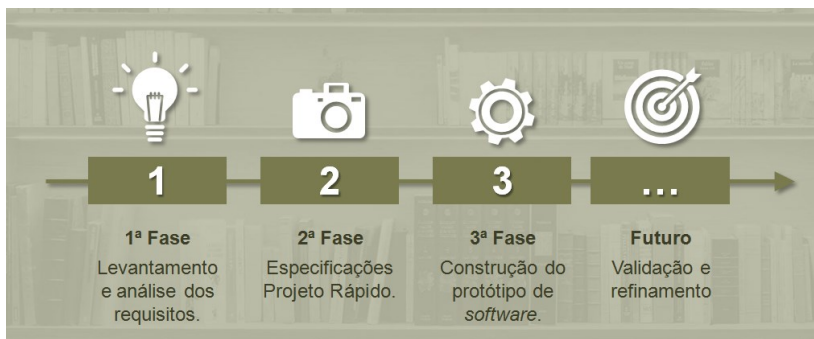 1
2
3
...
1ª Fase
Levantamento
e análise dos
requisitos.
2ª Fase
Especificações
Projeto Rápido.
3ª Fase
Construção do
protótipo de
software.
Futuro
Validação e
refinamento